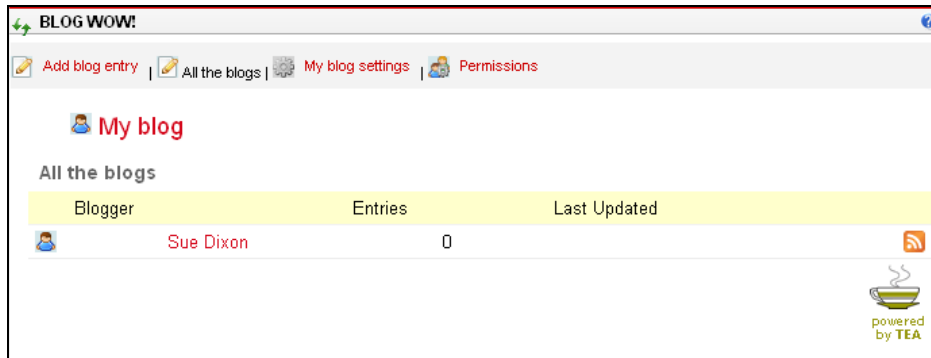 BLOG WOW!
Add blog entry | All the blogs | My blog settings | Permissions
My blog
All the blogs
Blogger Entries Last Updated
Sue Dixon 0
powered
by TEA